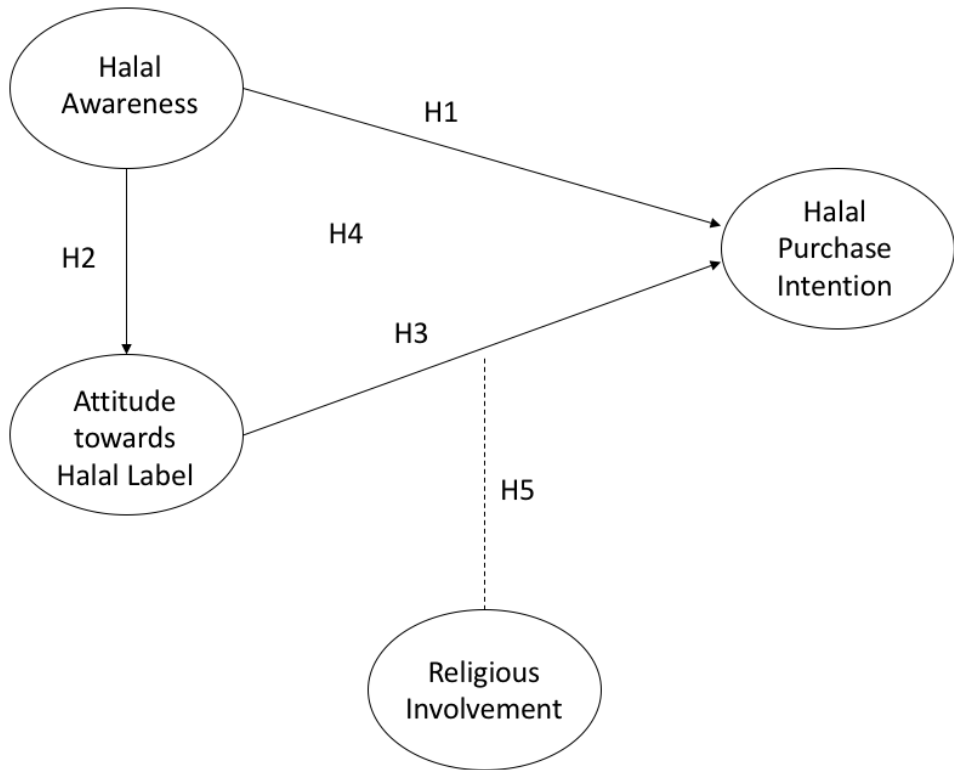 Halal
Awareness
H1
Halal
Purchase
Intention
H4
H2
H3
Attitude
towards
Halal Label
H5
Religious
Involvement